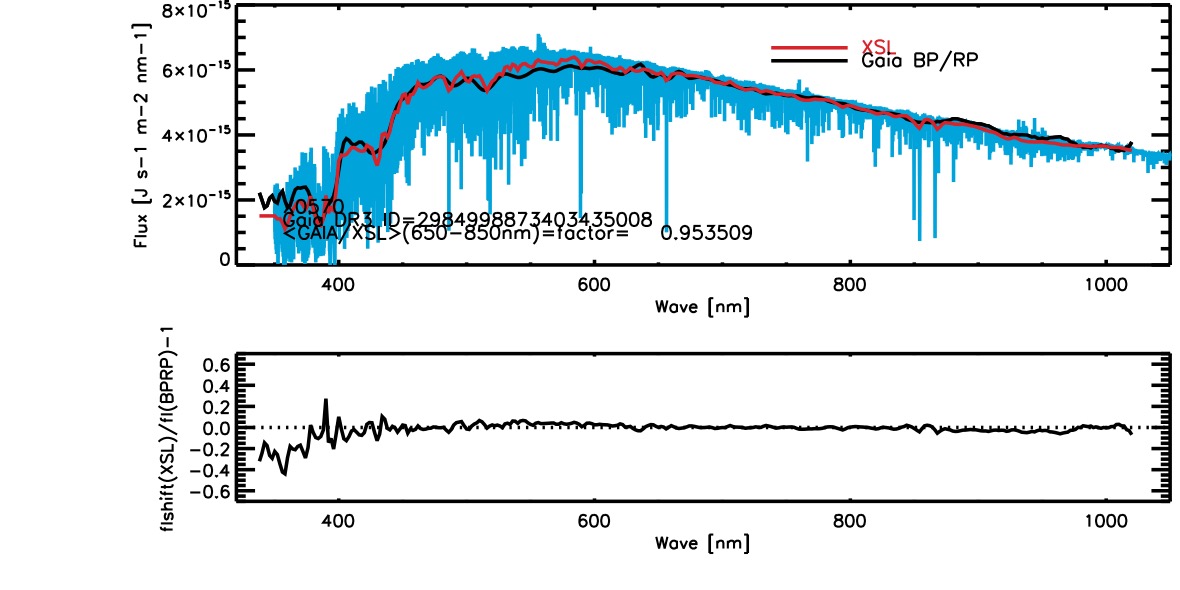 8×10⁻¹⁵
6×10⁻¹⁵
4×10⁻¹⁵
2×10⁻¹⁵
0
Flux [J s−1 m−2 nm−1]
XSL
Gaia BP/RP
X0570
Gaia DR3 ID=2984998873403435008
<GAIA/XSL>(650−850nm)=factor= 0.953509
400 600 800 1000
Wave [nm]
flshift(XSL)/fl(BPRP)−1
0.6
0.4
0.2
0.0
−0.2
−0.4
−0.6
400 600 800 1000
Wave [nm]